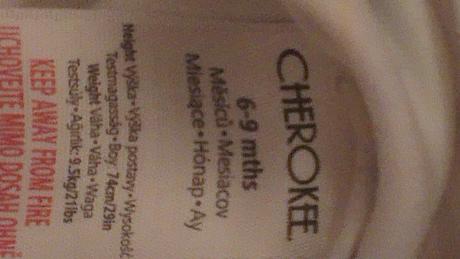 CHEROKEE
6-9 mths
Měsíců • Mesiacov
Miesiące • Hónap • Ay
Height Výška • Výška postavy • Wysokość
Testmagasság • Boy: 74cm/29in
Weight Váha • Váha • Waga
Testsúly • Ağırlık: 9.5kg/21lbs
KEEP AWAY FROM FIRE
UCHOVEJTE MIMO DOSAH OHNĚ